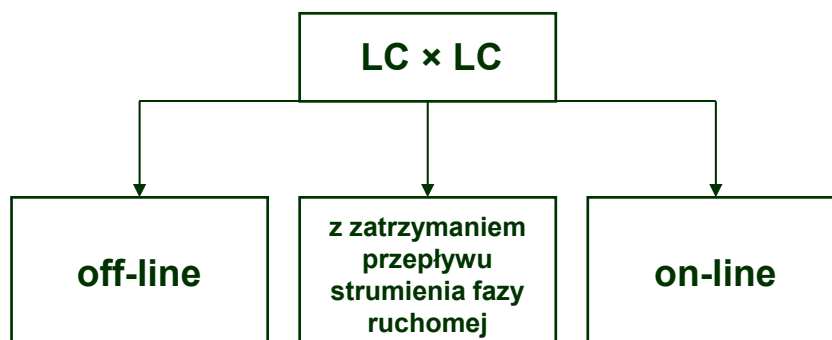 LC × LC
off-line
z zatrzymaniem
przepływu
strumienia fazy
ruchomej
on-line